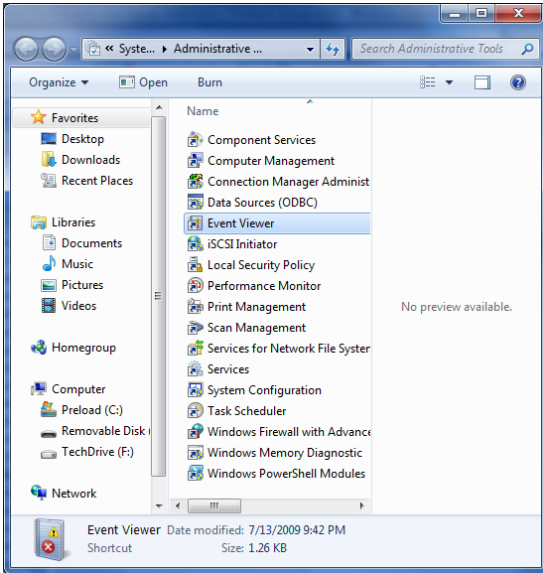 « Syste... Administrative ...
Search Administrative Tools
Organize Open Burn
Favorites
Desktop
Downloads
Recent Places
Libraries
Documents
Music
Pictures
Videos
Homegroup
Computer
Preload (C:)
Removable Disk (
TechDrive (F:)
Network
Name
Component Services
Computer Management
Connection Manager Administ
Data Sources (ODBC)
Event Viewer
iSCSI Initiator
Local Security Policy
Performance Monitor
Print Management
Scan Management
Services for Network File System
Services
System Configuration
Task Scheduler
Windows Firewall with Advance
Windows Memory Diagnostic
Windows PowerShell Modules
No preview available.
Event Viewer Date modified: 7/13/2009 9:42 PM
Shortcut Size: 1.26 KB